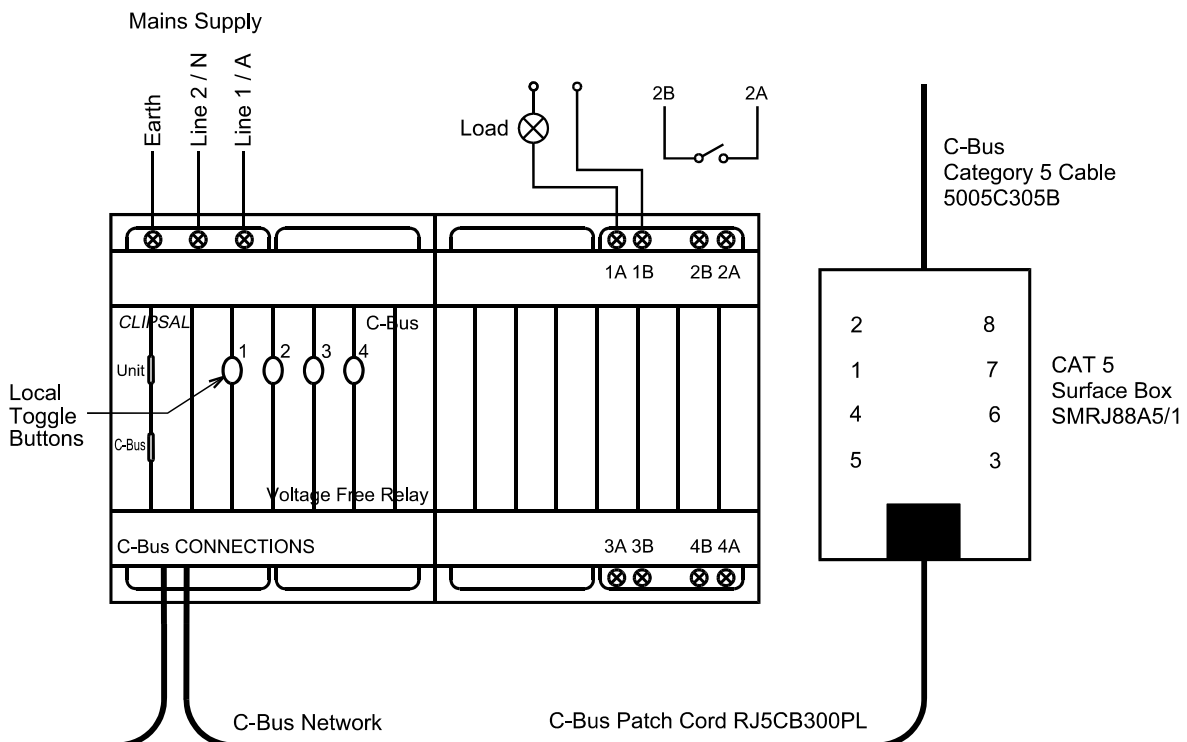 Mains Supply
Earth
Line 2 / N
Line 1 / A
Load
2B 2A
C-Bus
Category 5 Cable
5005C305B
1A 1B 2B 2A
CLIPSAL
C-Bus
Unit
1 2 3 4
C-Bus
Local
Toggle
Buttons
Voltage Free Relay
C-Bus CONNECTIONS
3A 3B 4B 4A
2 8
1 7
4 6
5 3
CAT 5
Surface Box
SMRJ88A5/1
C-Bus Network
C-Bus Patch Cord RJ5CB300PL